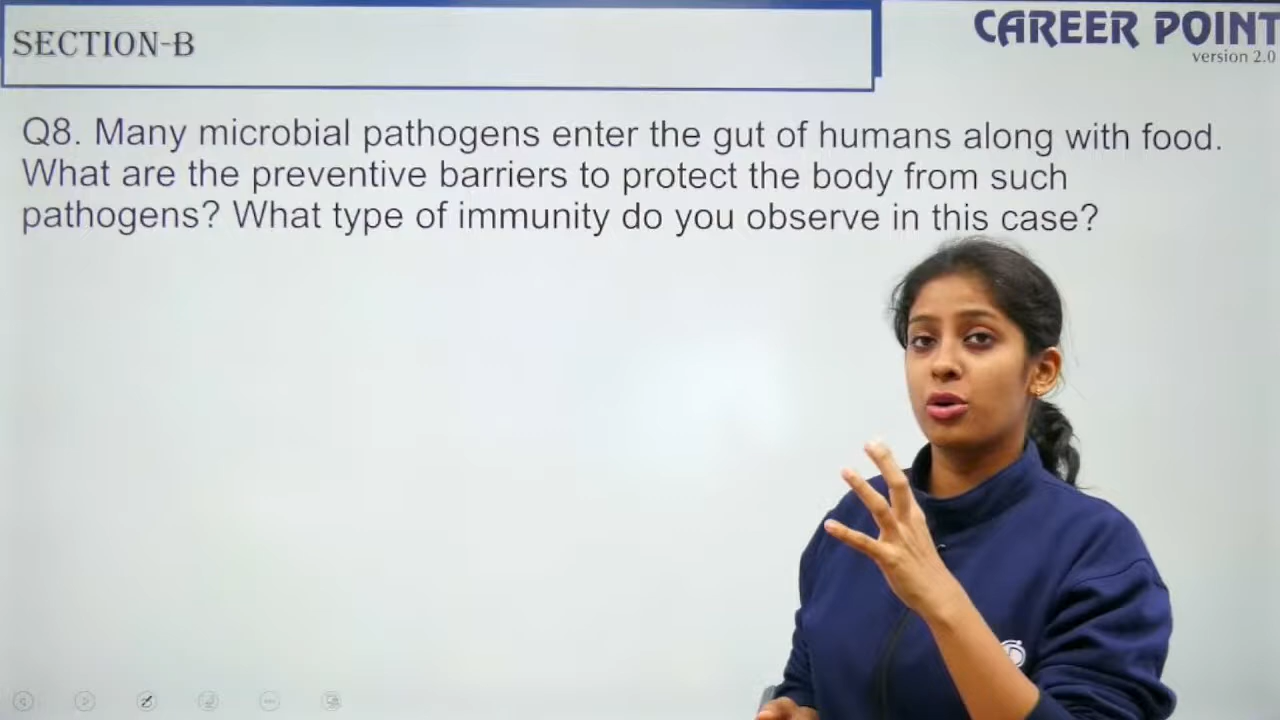 SECTION-B
CAREER POINT
version 2.0
Q8. Many microbial pathogens enter the gut of humans along with food.
What are the preventive barriers to protect the body from such
pathogens? What type of immunity do you observe in this case?